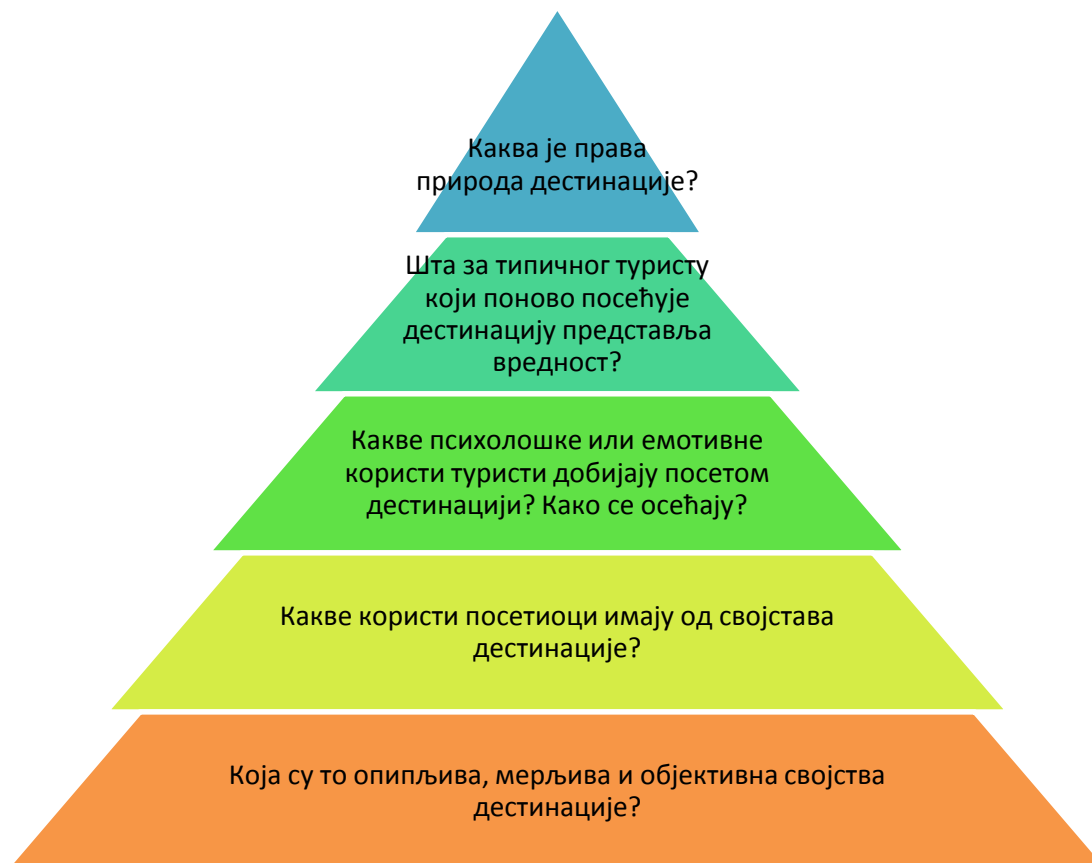 Каква је права
природа дестинације?
Шта за типичног туристу
који поново посећује
дестинацију представља
вредност?
Какве психолошке или емотивне
користи туристи добијају посетом
дестинацији? Како се осећају?
Какве користи посетиоци имају од својстава
дестинације?
Која су то опипљива, мерљива и објективна својства
дестинације?